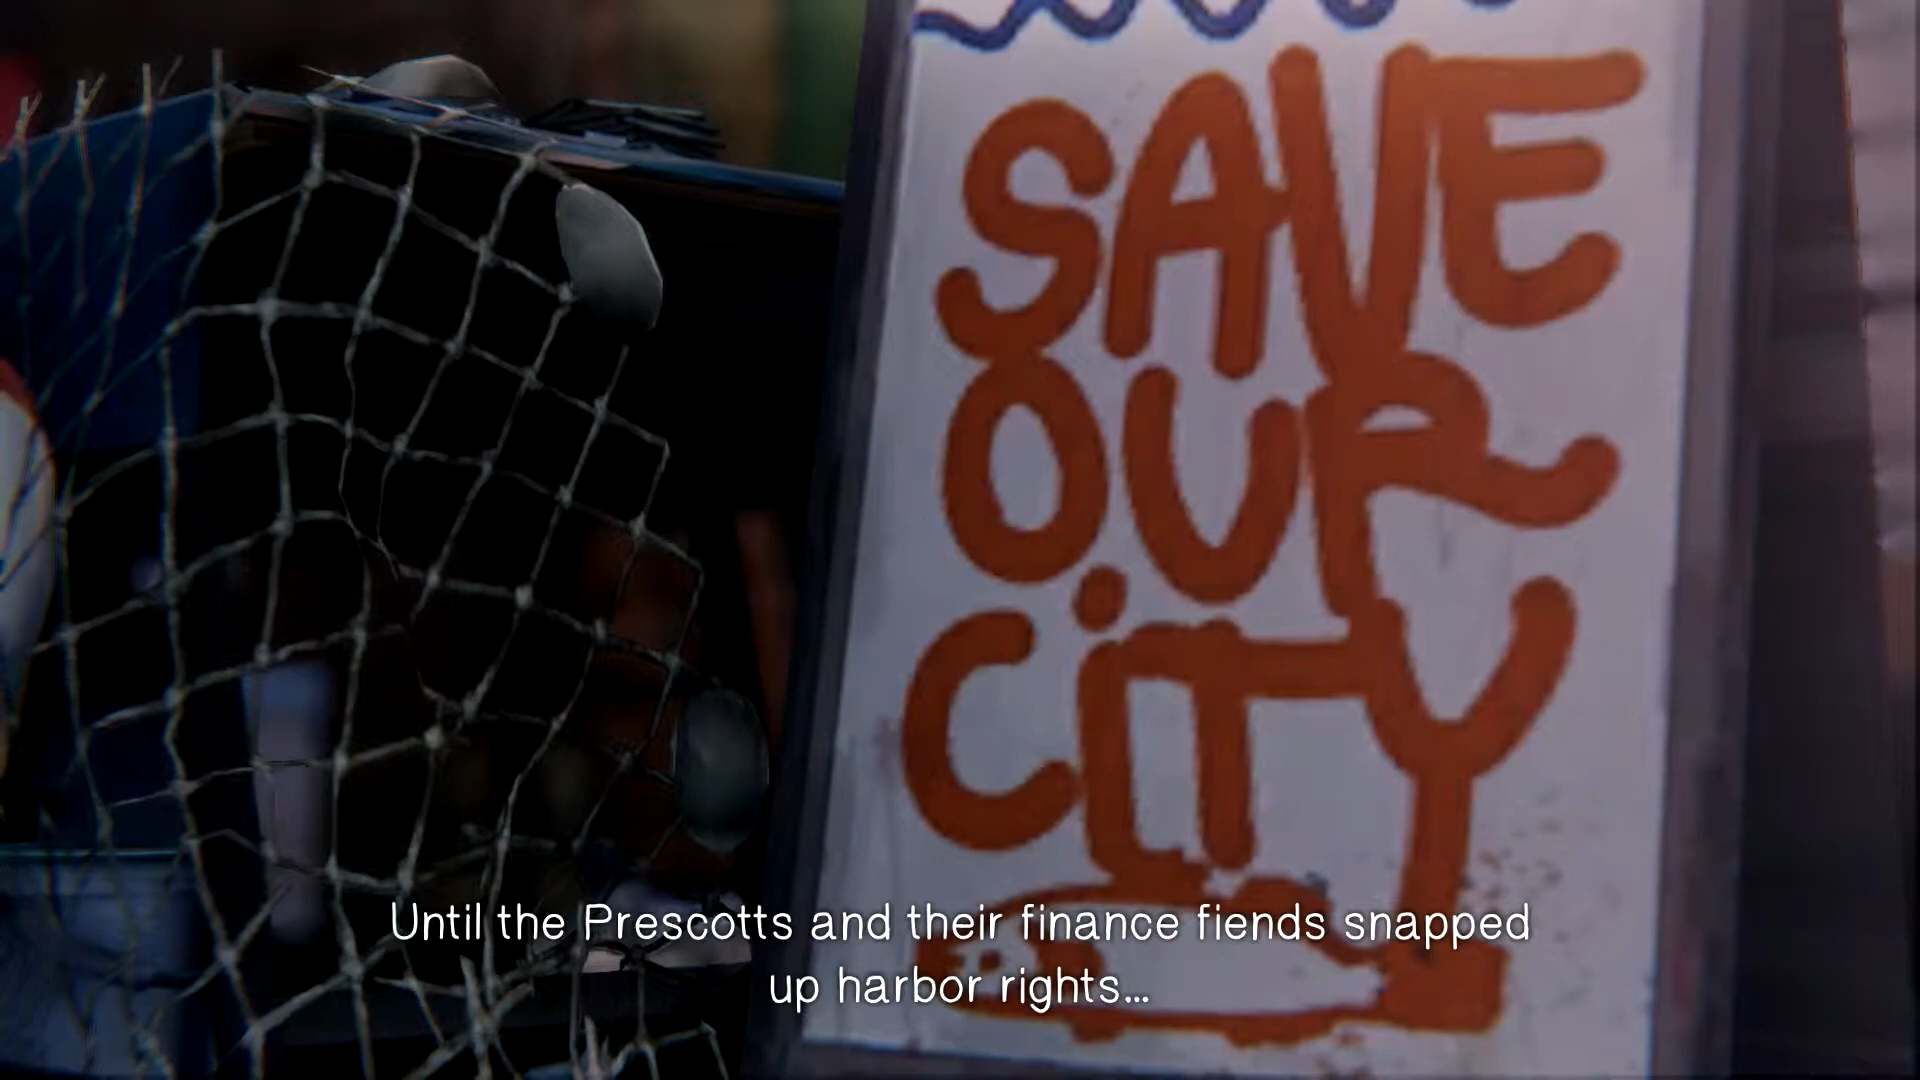 SAVE
OUR
CiTY
Until the Prescotts and their finance fiends snapped
up harbor rights...